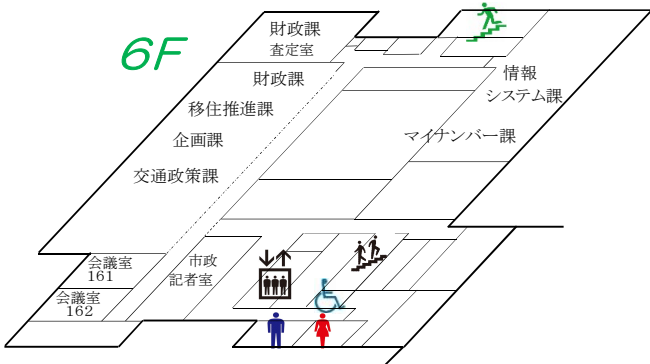 6F
財政課
査定室
財政課
移住推進課
企画課
交通政策課
情報
システム課
マイナンバー課
会議室
161
会議室
162
市政
記者室